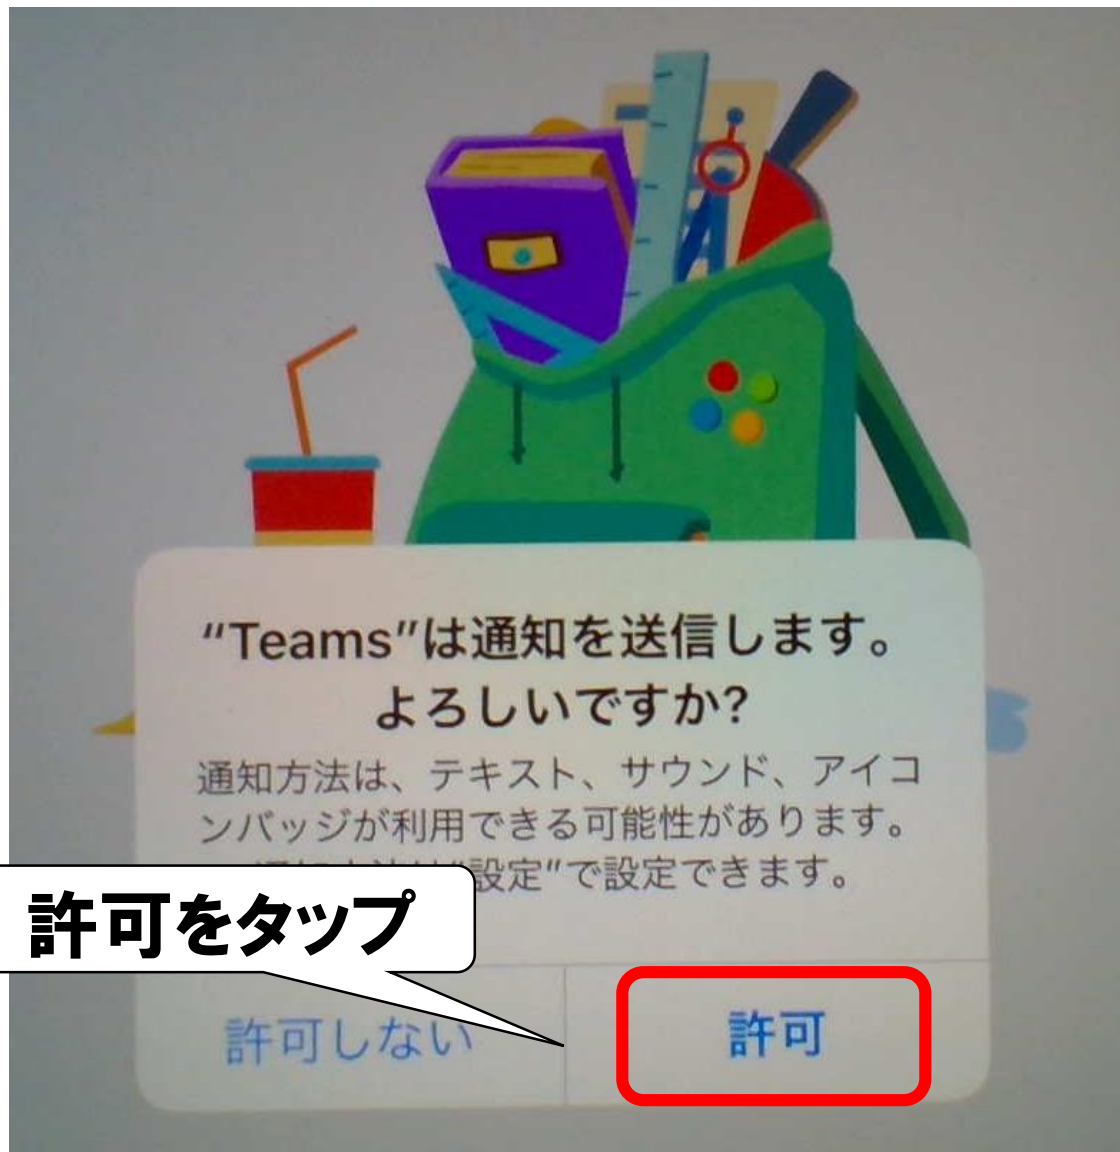 “Teams”は通知を送信します。
よろしいですか?
通知方法は、テキスト、サウンド、アイコ
ンバッジが利用できる可能性があります。
設定”で設定できます。
許可をタップ
許可しない
許可